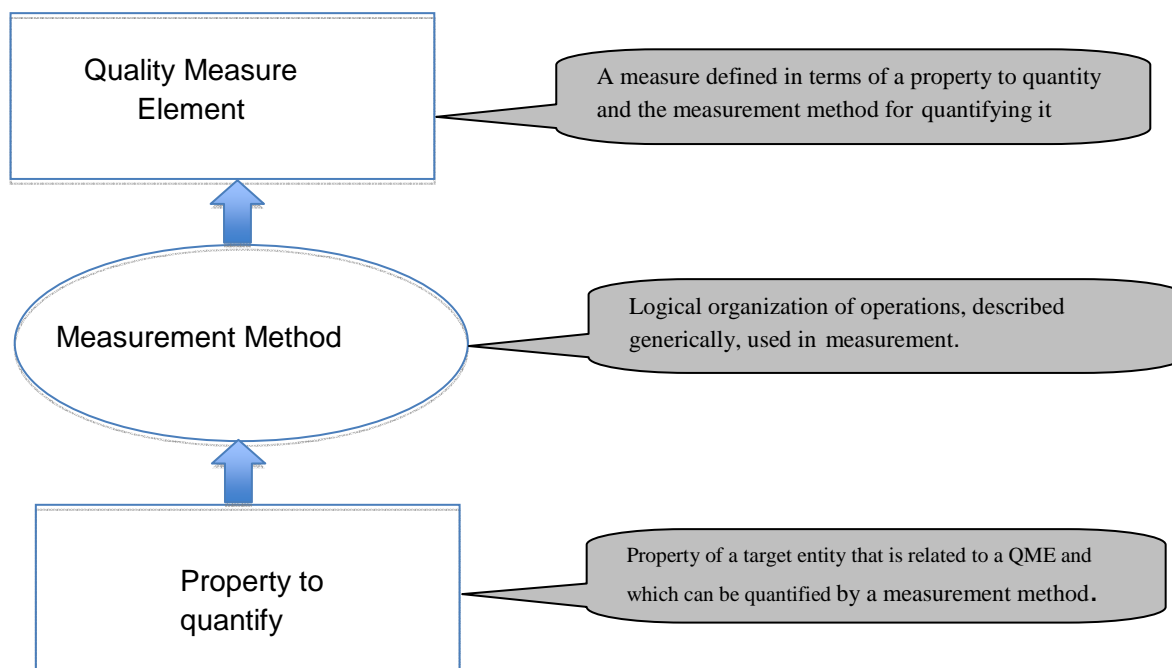 Quality Measure
Element
A measure defined in terms of a property to quantity
and the measurement method for quantifying it
Measurement Method
Logical organization of operations, described
generically, used in measurement.
Property to
quantify
Property of a target entity that is related to a QME and
which can be quantified by a measurement method.